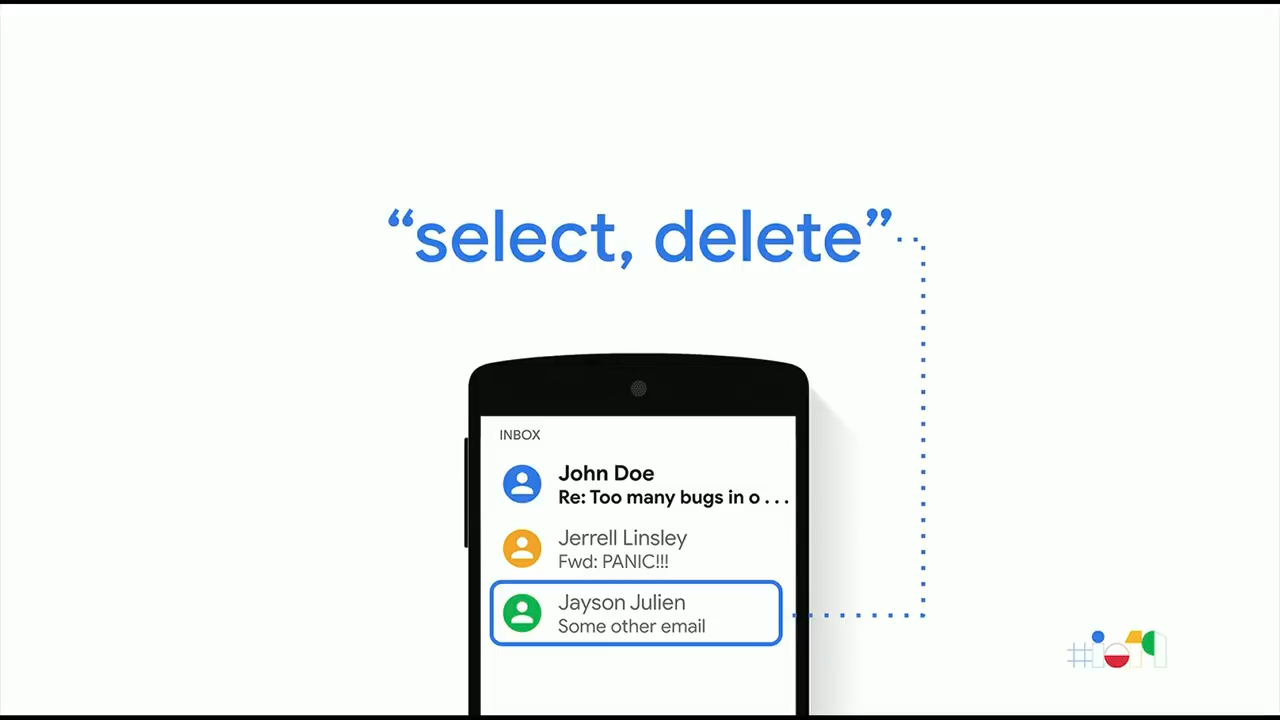 “select, delete”
INBOX
John Doe
Re: Too many bugs in o . . .
Jerrell Linsley
Fwd: PANIC!!!
Jayson Julien
Some other email
#io19